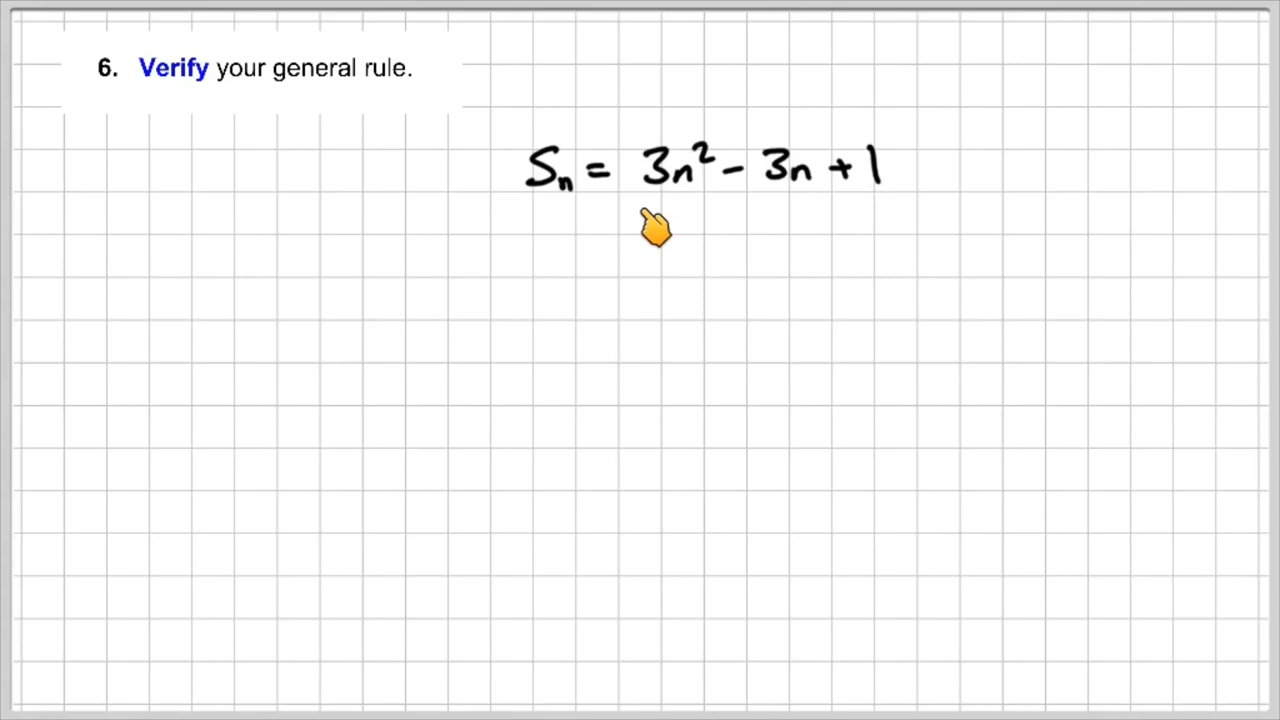 6. Verify your general rule.
Sₙ = 3n² - 3n + 1